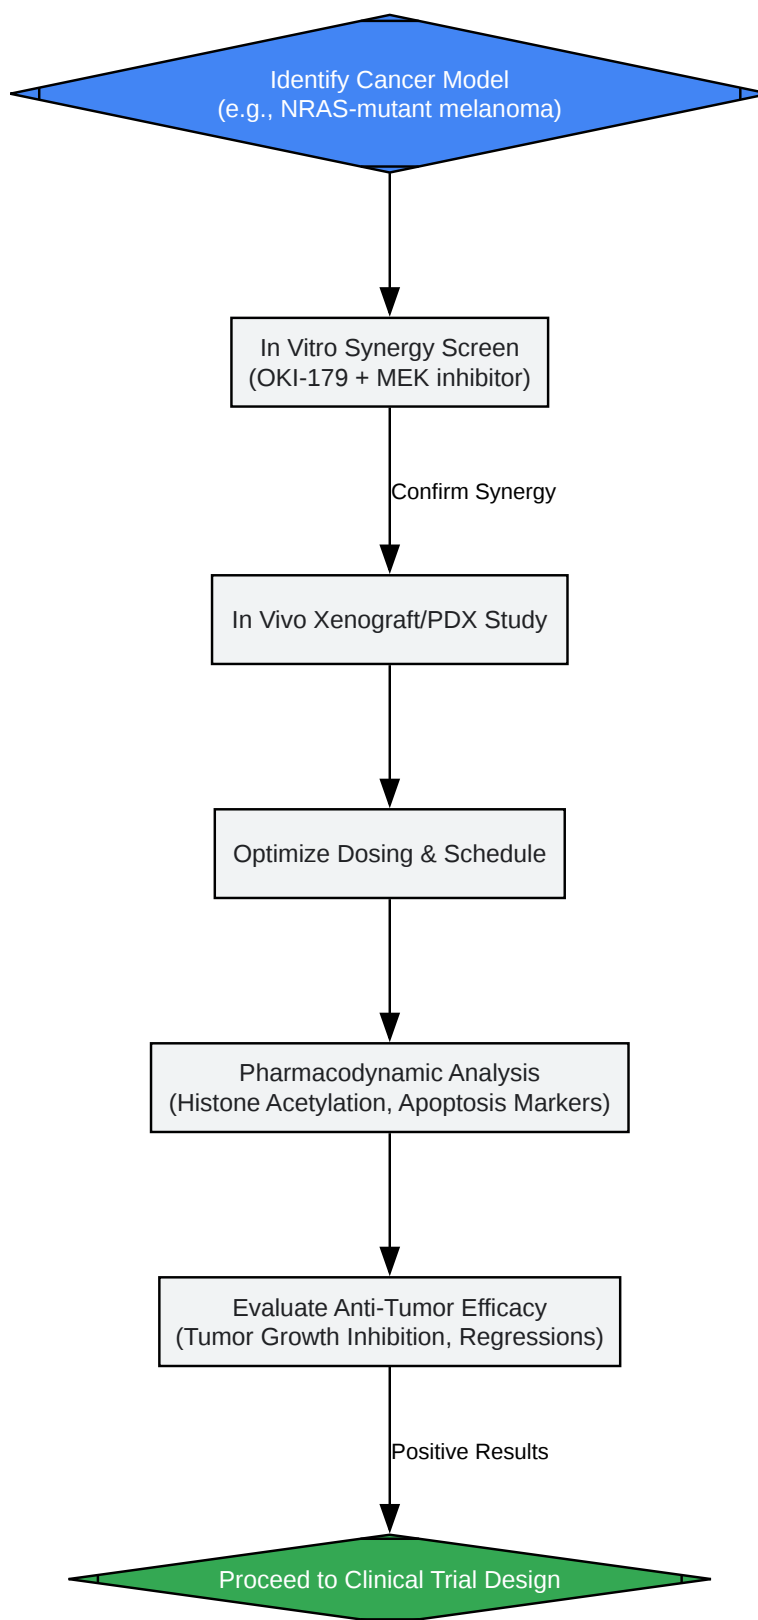 Identify Cancer Model
(e.g., NRAS-mutant melanoma)
In Vitro Synergy Screen
(OKI-179 + MEK inhibitor)
Confirm Synergy
In Vivo Xenograft/PDX Study
Optimize Dosing & Schedule
Pharmacodynamic Analysis
(Histone Acetylation, Apoptosis Markers)
Evaluate Anti-Tumor Efficacy
(Tumor Growth Inhibition, Regressions)
Positive Results
Proceed to Clinical Trial Design